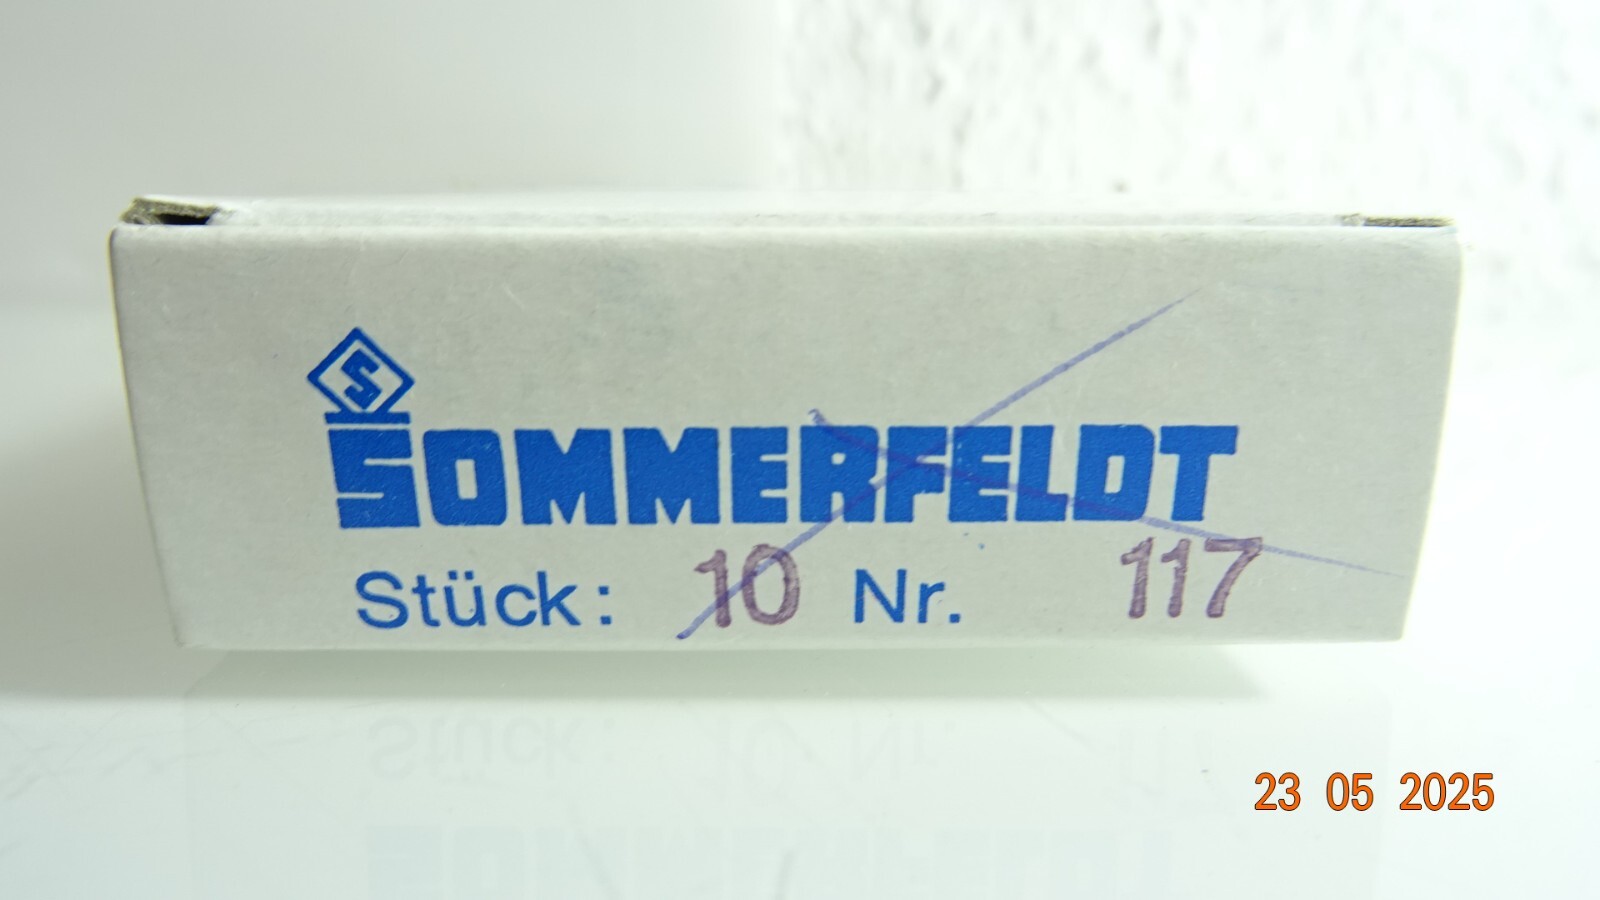 S
SOMMERFELDT
Stück: 10 Nr. 117
23 05 2025